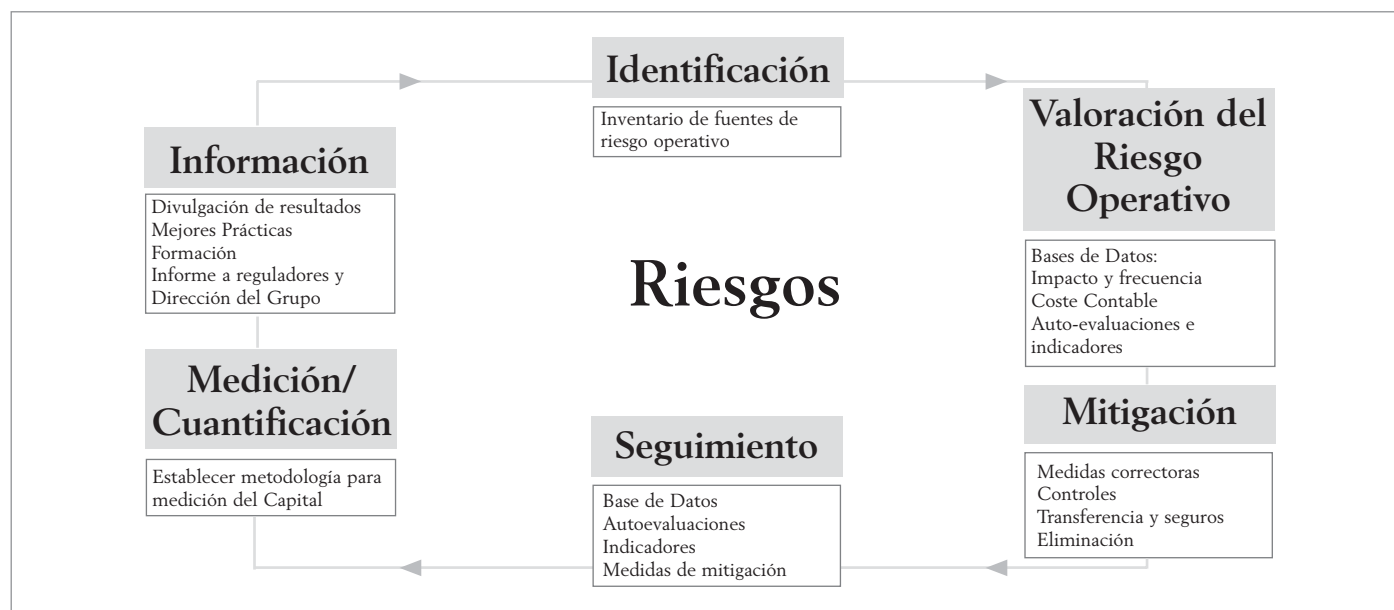 Identificación
Inventario de fuentes de
riesgo operativo
Valoración del
Riesgo
Operativo
Bases de Datos:
Impacto y frecuencia
Coste Contable
Auto-evaluaciones e
indicadores
Mitigación
Medidas correctoras
Controles
Transferencia y seguros
Eliminación
Seguimiento
Base de Datos
Autoevaluaciones
Indicadores
Medidas de mitigación
Medición/
Cuantificación
Establecer metodología para
medición del Capital
Información
Divulgación de resultados
Mejores Prácticas
Formación
Informe a reguladores y
Dirección del Grupo
Riesgos